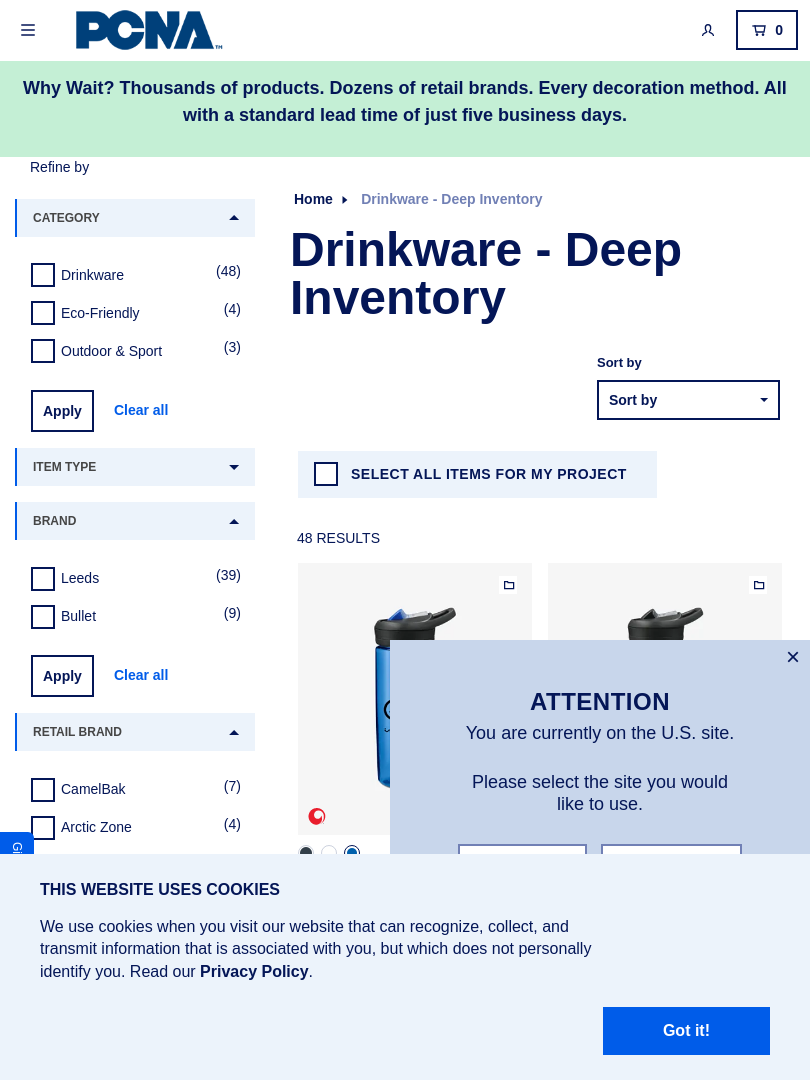 PCNA™
0
Why Wait? Thousands of products. Dozens of retail brands. Every decoration method. All
with a standard lead time of just five business days.
Refine by
CATEGORY
Drinkware (48)
Eco-Friendly (4)
Outdoor & Sport (3)
Apply Clear all
ITEM TYPE
BRAND
Leeds (39)
Bullet (9)
Apply Clear all
RETAIL BRAND
CamelBak (7)
Arctic Zone (4)
Home Drinkware - Deep Inventory
Drinkware - Deep
Inventory
Sort by
Sort by
SELECT ALL ITEMS FOR MY PROJECT
48 RESULTS
ATTENTION
You are currently on the U.S. site.
Please select the site you would
like to use.
THIS WEBSITE USES COOKIES
We use cookies when you visit our website that can recognize, collect, and
transmit information that is associated with you, but which does not personally
identify you. Read our Privacy Policy.
Got it!